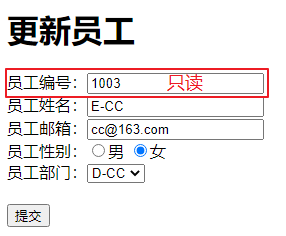 更新员工
员工编号： 1003 只读
员工姓名： E-CC
员工邮箱： cc@163.com
员工性别： 男 女
员工部门： D-CC
提交